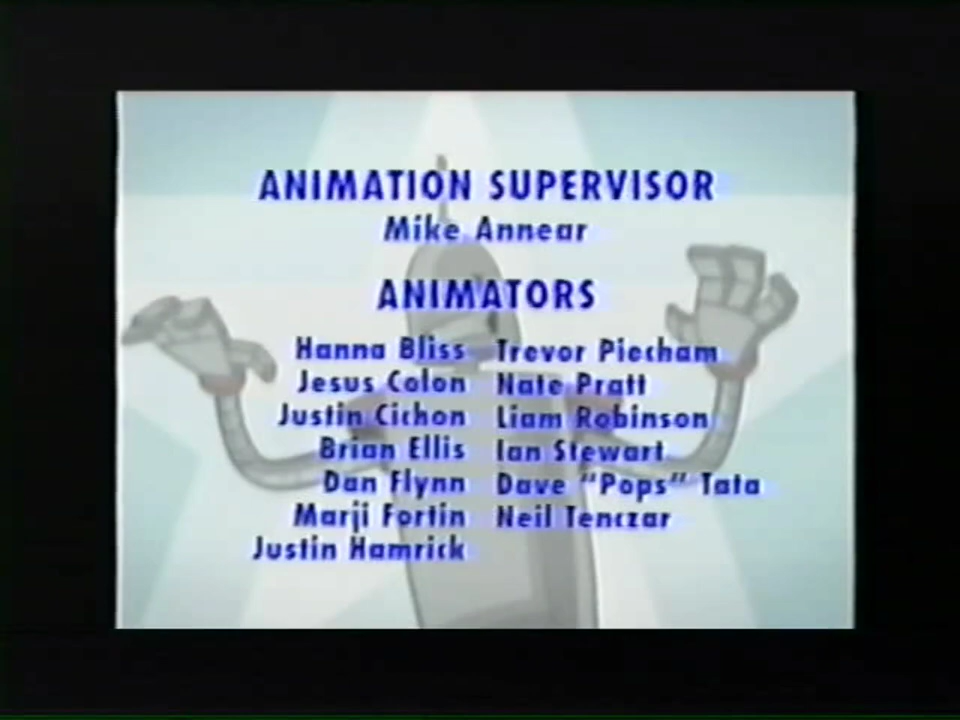 ANIMATION SUPERVISOR
Mike Annear
ANIMATORS
Hanna Bliss
Jesus Colon
Justin Cichon
Brian Ellis
Dan Flynn
Marji Fortin
Justin Hamrick
Trevor Piecham
Nate Pratt
Liam Robinson
Ian Stewart
Dave "Pops" Tata
Neil Tenczar